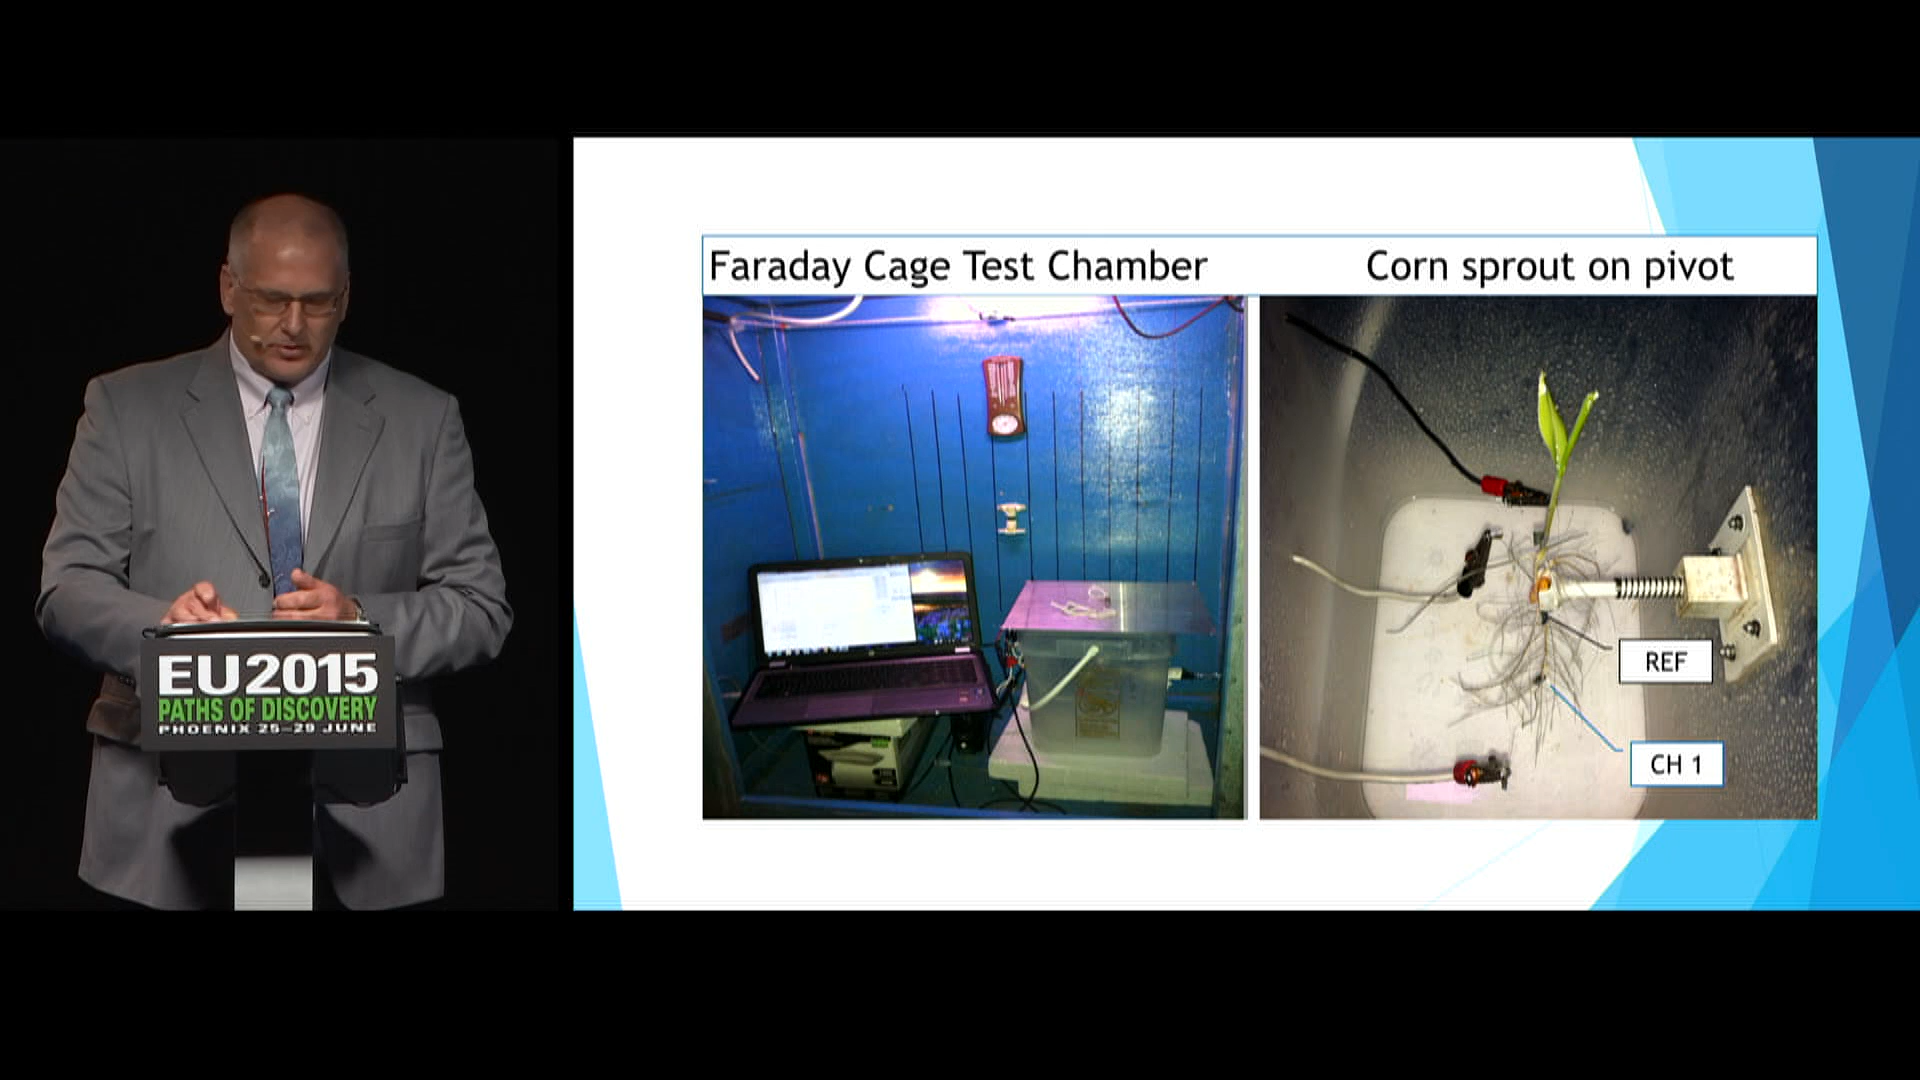 EU2015
PATHS OF DISCOVERY
PHOENIX 25–29 JUNE
Faraday Cage Test Chamber
Corn sprout on pivot
REF
CH 1